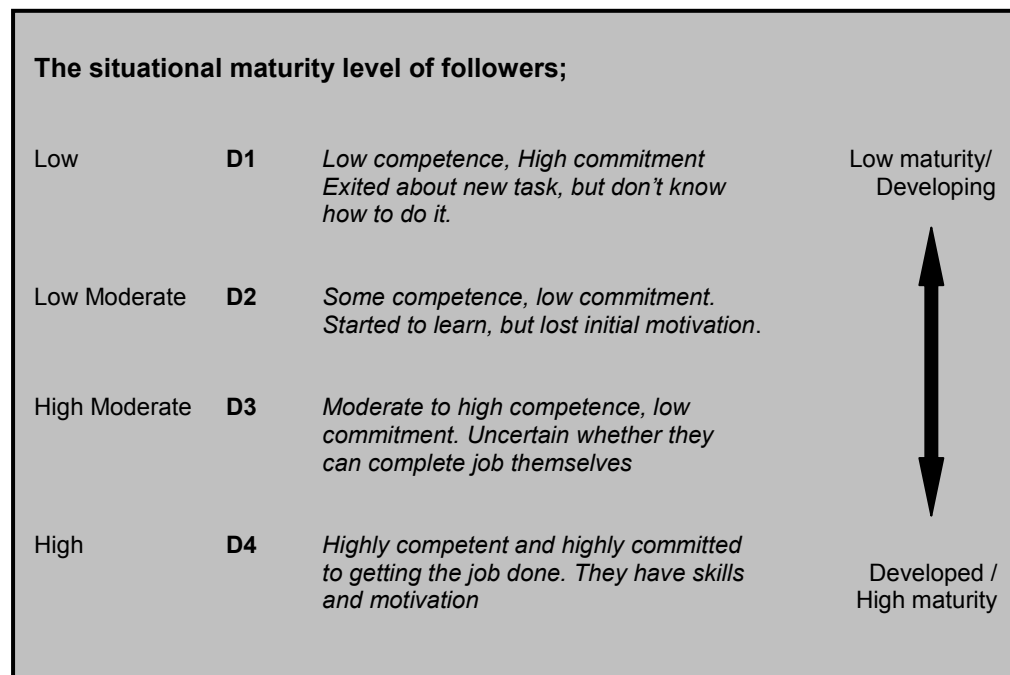 The situational maturity level of followers;
Low D1 Low competence, High commitment Low maturity/
Exited about new task, but don’t know Developing
how to do it.
Low Moderate D2 Some competence, low commitment.
Started to learn, but lost initial motivation.
High Moderate D3 Moderate to high competence, low
commitment. Uncertain whether they
can complete job themselves
High D4 Highly competent and highly committed
to getting the job done. They have skills Developed /
and motivation High maturity